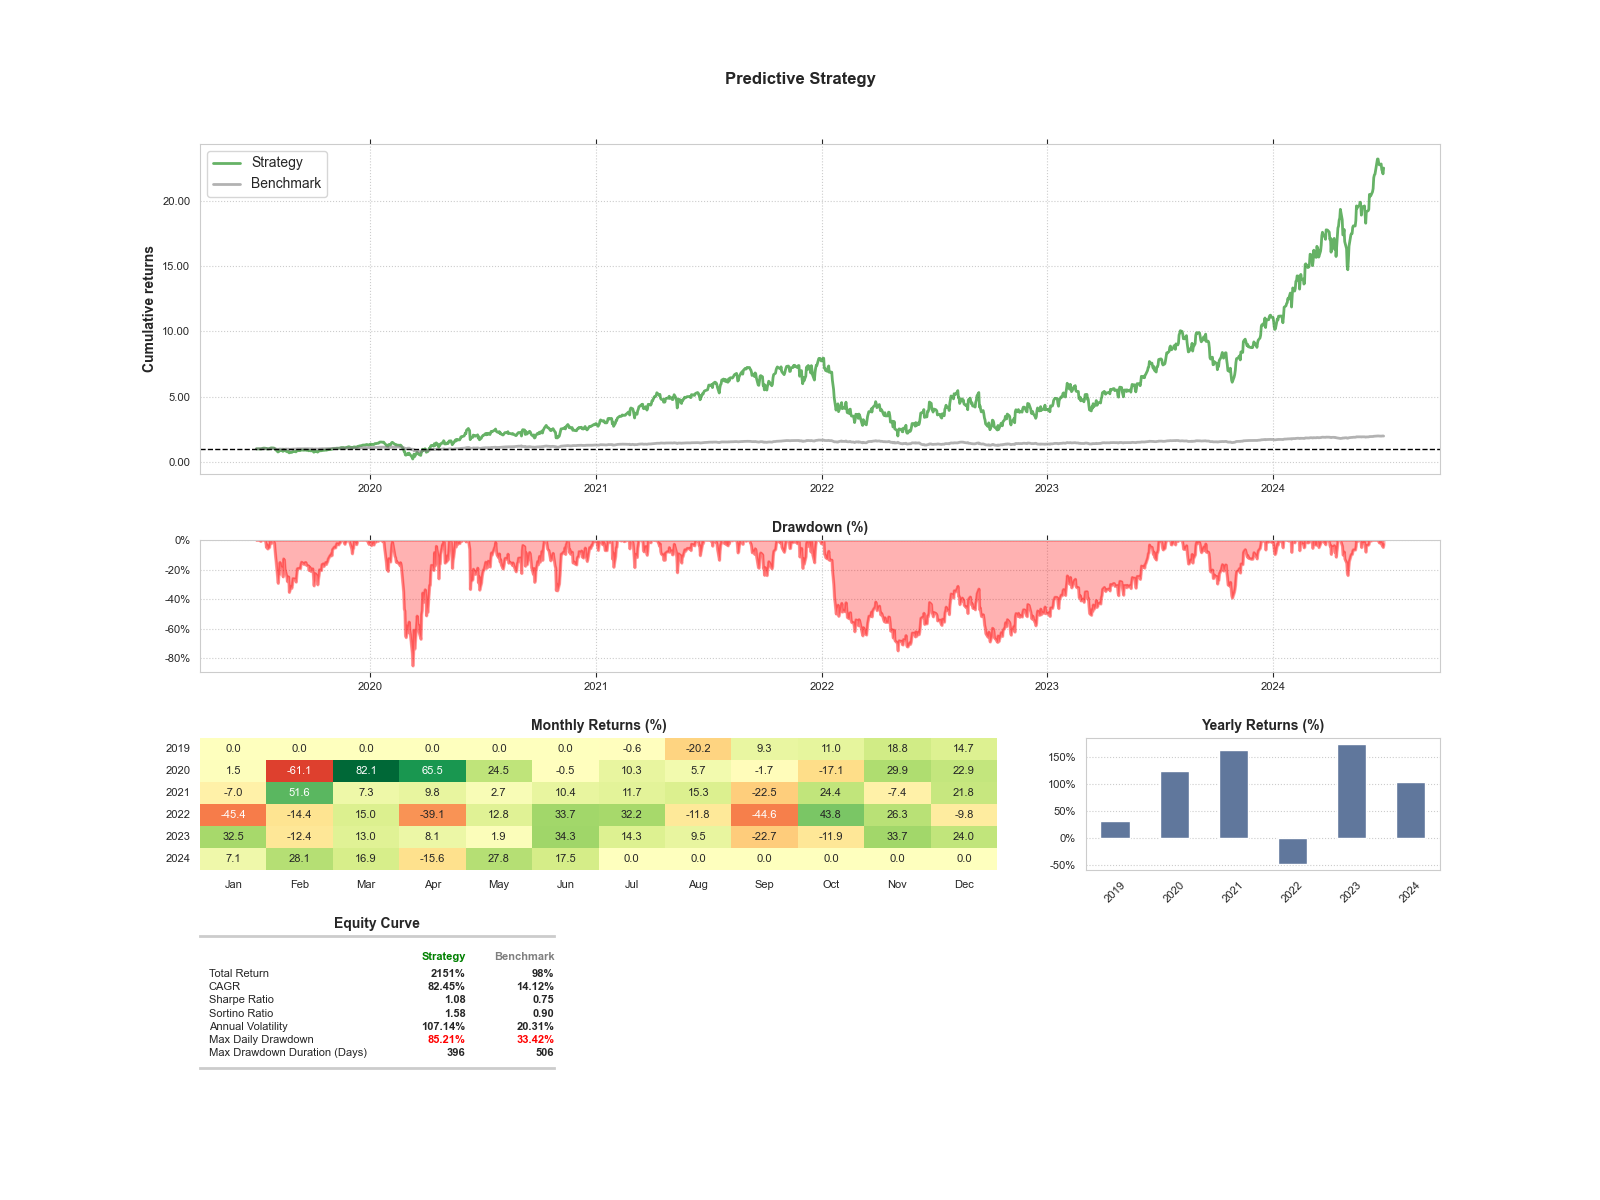 Predictive Strategy
Strategy
Benchmark
Cumulative returns
20.00
15.00
10.00
5.00
0.00
2020 2021 2022 2023 2024
Drawdown (%)
0%
-20%
-40%
-60%
-80%
2020 2021 2022 2023 2024
Monthly Returns (%)
2019 0.0 0.0 0.0 0.0 0.0 0.0 -0.6 -20.2 9.3 11.0 18.8 14.7
2020 1.5 -61.1 82.1 65.5 24.5 -0.5 10.3 5.7 -1.7 -17.1 29.9 22.9
2021 -7.0 51.6 7.3 9.8 2.7 10.4 11.7 15.3 -22.5 24.4 -7.4 21.8
2022 -45.4 -14.4 15.0 -39.1 12.8 33.7 32.2 -11.8 -44.6 43.8 26.3 -9.8
2023 32.5 -12.4 13.0 8.1 1.9 34.3 14.3 9.5 -22.7 -11.9 33.7 24.0
2024 7.1 28.1 16.9 -15.6 27.8 17.5 0.0 0.0 0.0 0.0 0.0 0.0
Jan Feb Mar Apr May Jun Jul Aug Sep Oct Nov Dec
Yearly Returns (%)
150%
100%
50%
0%
-50%
2019 2020 2021 2022 2023 2024
Equity Curve
Strategy Benchmark
Total Return 2151% 98%
CAGR 82.45% 14.12%
Sharpe Ratio 1.08 0.75
Sortino Ratio 1.58 0.90
Annual Volatility 107.14% 20.31%
Max Daily Drawdown 85.21% 33.42%
Max Drawdown Duration (Days) 396 506